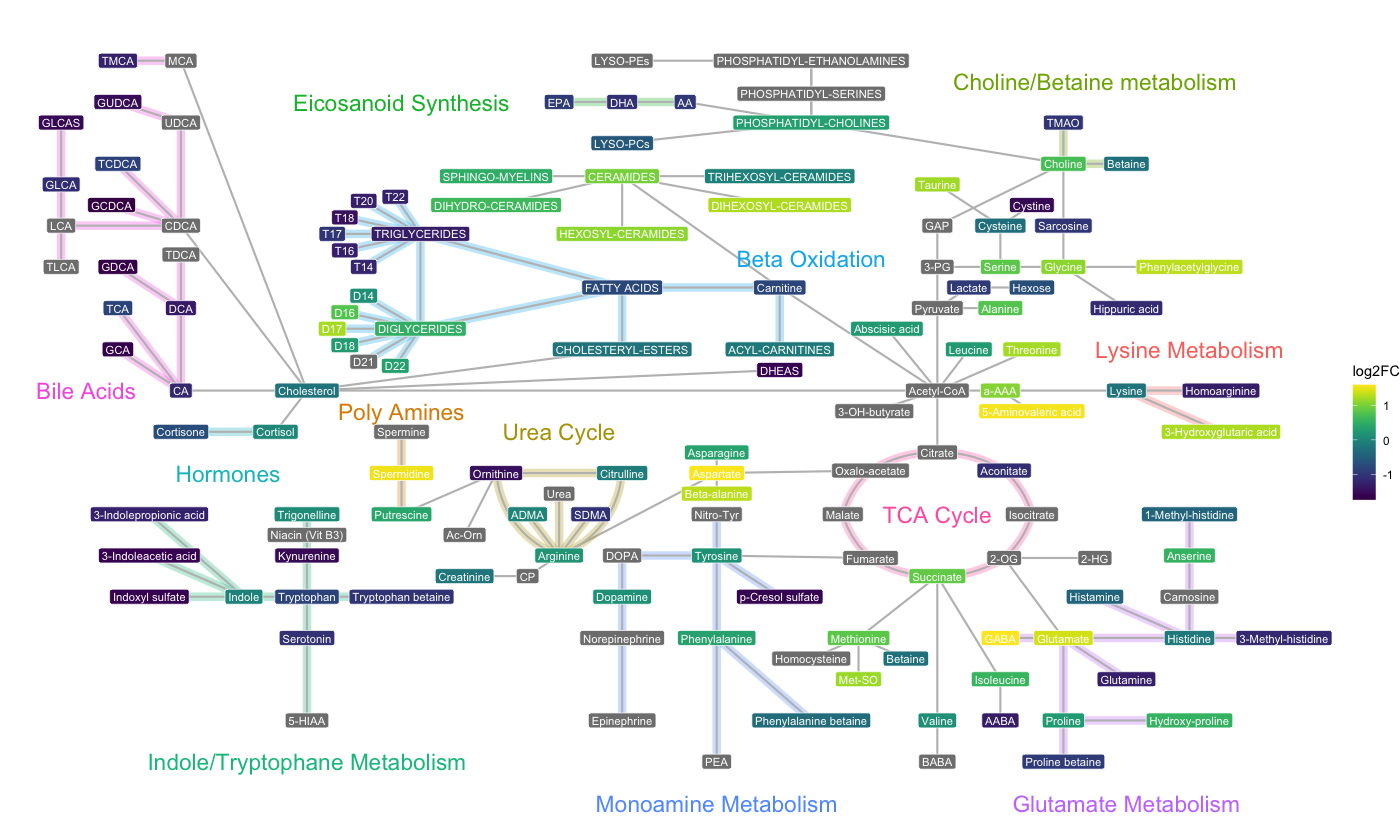 TMCA MCA LYSO-PEs PHOSPHATIDYL-ETHANOLAMINES
Choline/Betaine metabolism
PHOSPHATIDYL-SERINES
GUDCA Eicosanoid Synthesis EPA DHA AA
GLCAS UDCA PHOSPHATIDYL-CHOLINES TMAO
LYSO-PCs
TCDCA Choline Betaine
SPHINGO-MYELINS CERAMIDES TRIHEXOSYL-CERAMIDES
GLCA Taurine
T20 T22
GCDCA DIHYDRO-CERAMIDES DIHEXOSYL-CERAMIDES Cystine
T18
LCA CDCA GAP Cysteine Sarcosine
T17 TRIGLYCERIDES HEXOSYL-CERAMIDES
T16
TDCA
Beta Oxidation
TLCA GDCA T14 3-PG Serine Glycine Phenylacetylglycine
FATTY ACIDS Carnitine Lactate Hexose
D14
TCA DCA D16 Pyruvate Alanine Hippuric acid
D17 DIGLYCERIDES Abscisic acid
D18
GCA CHOLESTERYL-ESTERS ACYL-CARNITINES Leucine Threonine Lysine Metabolism
D21 D22
DHEAS log2FC
Bile Acids CA Cholesterol Acetyl-CoA a-AAA Lysine Homoarginine
1
Poly Amines 3-OH-butyrate 5-Aminovaleric acid
Cortisone Cortisol Spermine Urea Cycle 3-Hydroxyglutaric acid
0
Asparagine Citrate
Hormones Spermidine Ornithine Citrulline Aspartate Oxalo-acetate Aconitate
-1
Urea Beta-alanine
3-Indolepropionic acid Trigonelline Putrescine ADMA SDMA Nitro-Tyr Malate TCA Cycle Isocitrate 1-Methyl-histidine
Niacin (Vit B3) Ac-Orn
3-Indoleacetic acid Kynurenine Arginine DOPA Tyrosine Fumarate 2-OG 2-HG Anserine
Creatinine CP Succinate
Indoxyl sulfate Indole Tryptophan Tryptophan betaine Dopamine p-Cresol sulfate Histamine Carnosine
Serotonin Norepinephrine Phenylalanine Methionine GABA Glutamate Histidine 3-Methyl-histidine
Homocysteine Betaine
Met-SO Isoleucine Glutamine
5-HIAA Epinephrine Phenylalanine betaine Valine AABA Proline Hydroxy-proline
Indole/Tryptophane Metabolism PEA BABA Proline betaine
Monoamine Metabolism Glutamate Metabolism